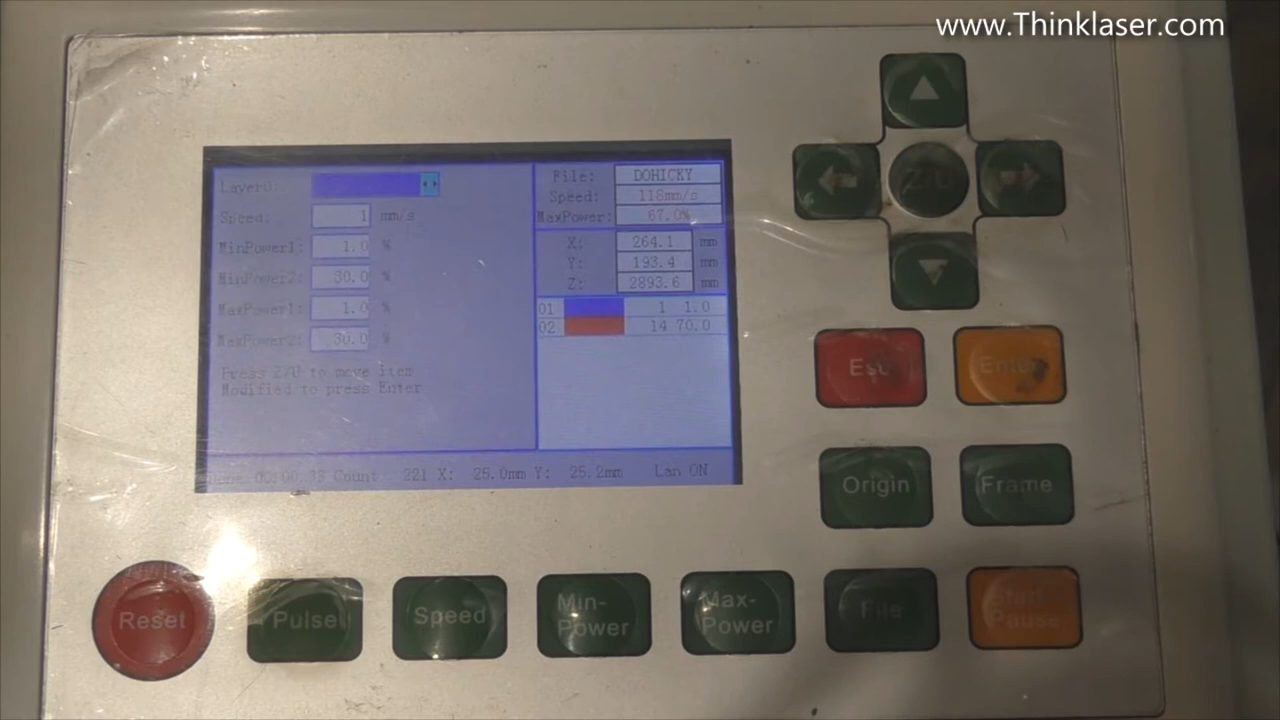 www.Thinklaser.com
Layer0:
Speed: 1 mm/s
MinPower1: 1.0 %
MinPower2: 30.0 %
MaxPower1: 1.0 %
MaxPower2: 30.0 %
Press Z/U to move item
Modified to press Enter
File: DOHICKY
Speed: 118mm/s
MaxPower: 67.0%
X: 264.1 mm
Y: 193.4 mm
Z: 2893.6 mm
01 1 1.0
02 14 70.0
Count 221 X: 25.0mm Y: 25.2mm Lan ON
Z/U
Esc
Enter
Origin
Frame
Reset
Pulse
Speed
Min-
Power
Max-
Power
File
Start-
Pause